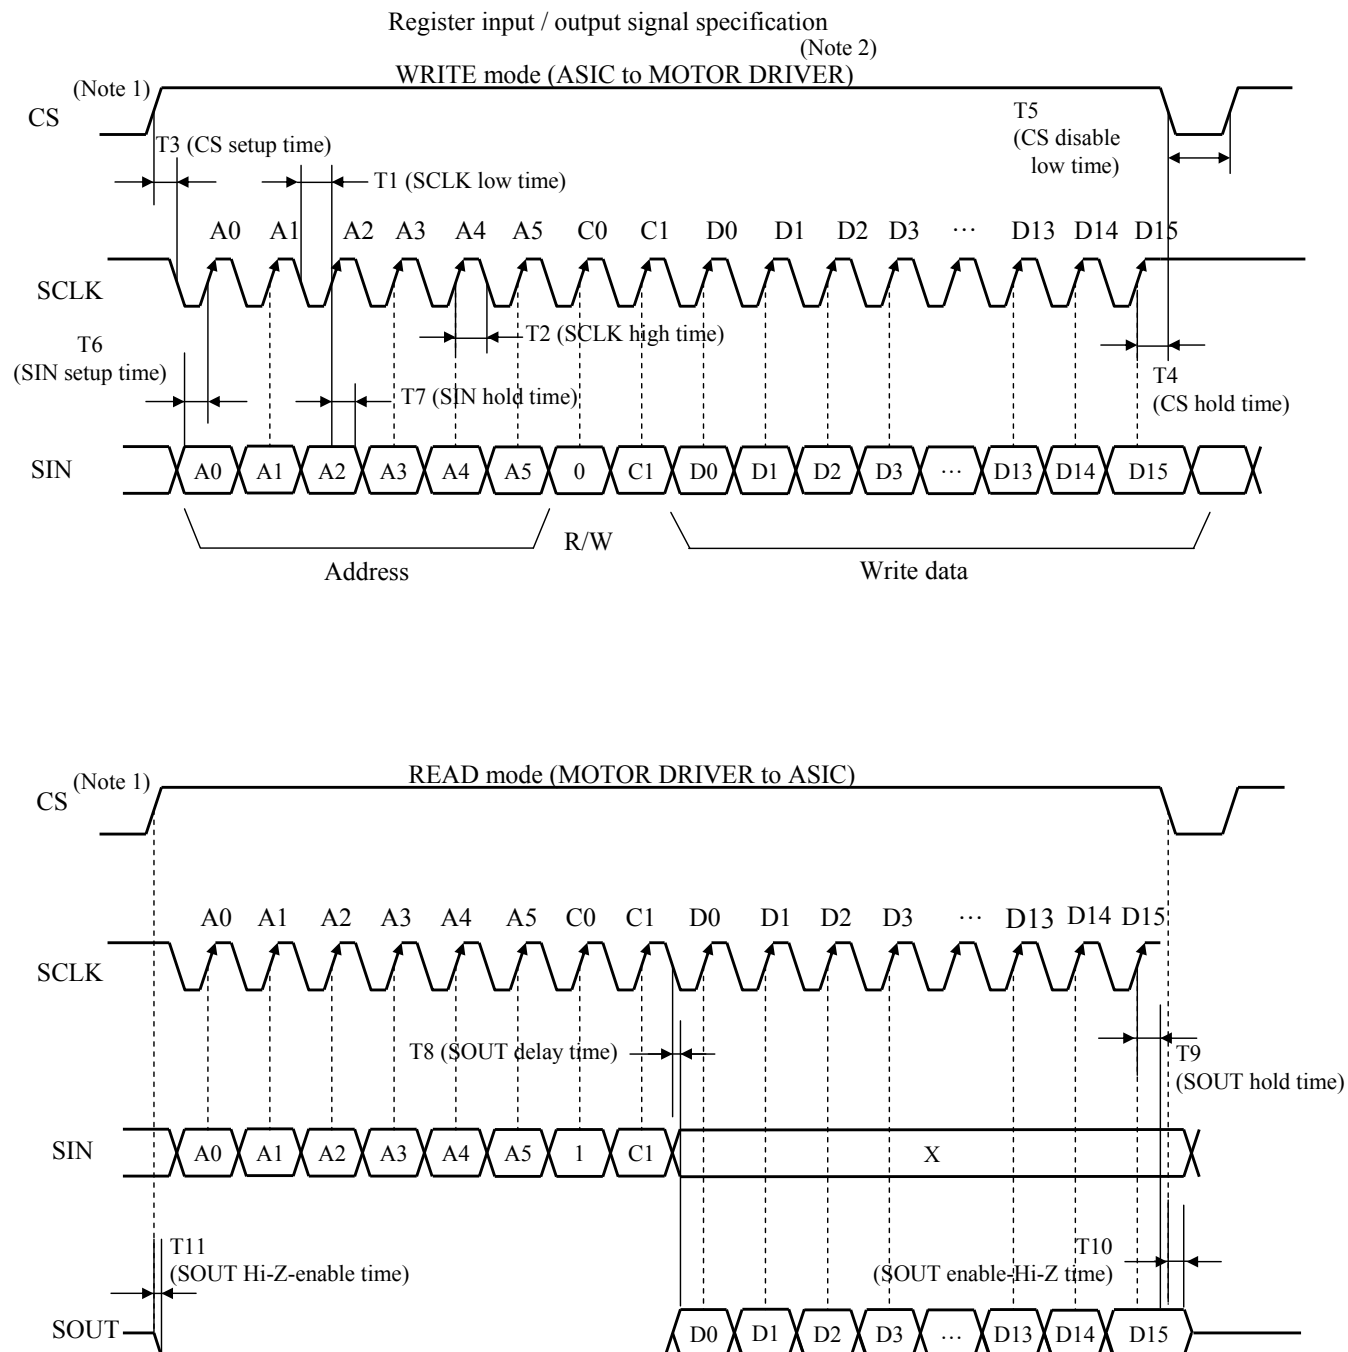 Register input / output signal specification
(Note 2)
WRITE mode (ASIC to MOTOR DRIVER)
(Note 1)
CS
T5
(CS disable
low time)
T3 (CS setup time)
T1 (SCLK low time)
A0 A1 A2 A3 A4 A5 C0 C1 D0 D1 D2 D3 ··· D13 D14 D15
SCLK
T2 (SCLK high time)
T6
(SIN setup time)
T4
(CS hold time)
T7 (SIN hold time)
SIN A0 A1 A2 A3 A4 A5 0 C1 D0 D1 D2 D3 ··· D13 D14 D15
R/W
Address Write data
READ mode (MOTOR DRIVER to ASIC)
(Note 1)
CS
A0 A1 A2 A3 A4 A5 C0 C1 D0 D1 D2 D3 ··· D13 D14 D15
SCLK
T8 (SOUT delay time)
T9
(SOUT hold time)
SIN A0 A1 A2 A3 A4 A5 1 C1 X
T11
(SOUT Hi-Z-enable time)
T10
(SOUT enable-Hi-Z time)
SOUT D0 D1 D2 D3 ··· D13 D14 D15